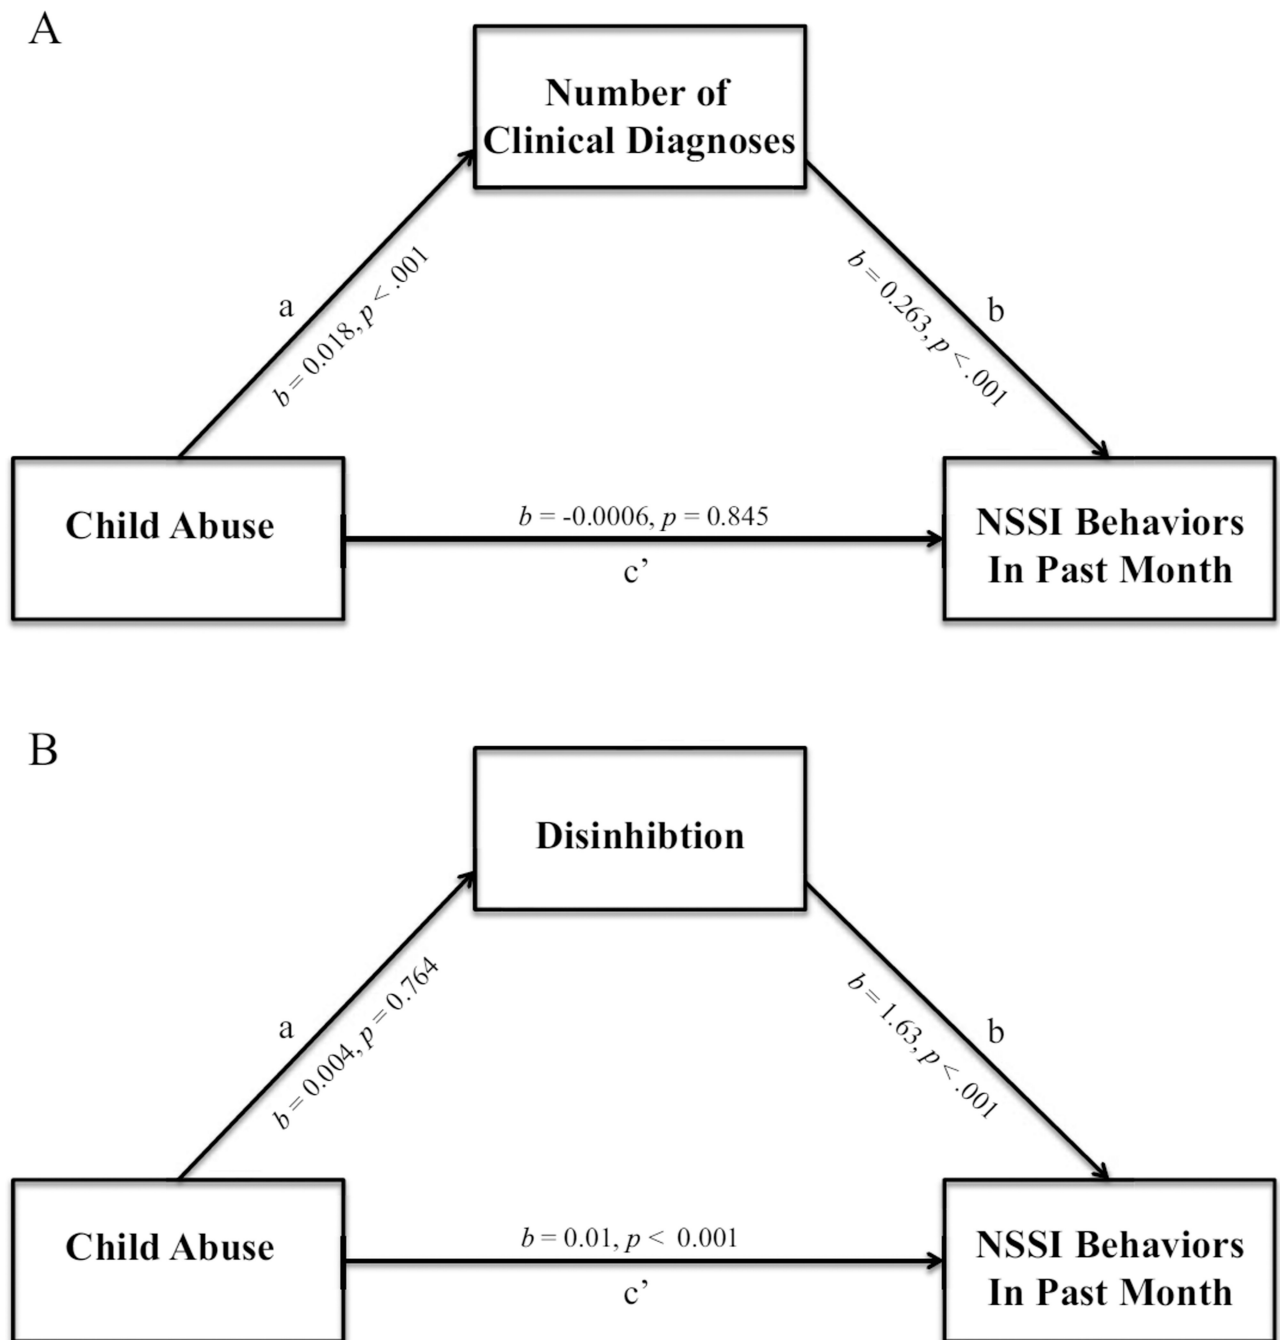 A
Number of
Clinical Diagnoses
a
b = 0.018, p < .001
b = 0.263, p < .001
b
Child Abuse
b = -0.0006, p = 0.845
c’
NSSI Behaviors
In Past Month
B
Disinhibtion
a
b = 0.004, p = 0.764
b = 1.63, p < .001
b
Child Abuse
b = 0.01, p < 0.001
c’
NSSI Behaviors
In Past Month